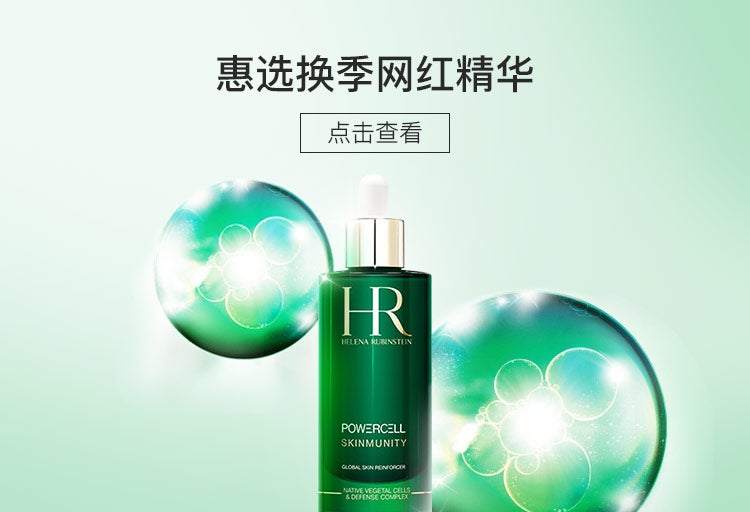 惠选换季网红精华
点击查看
HR
HELENA RUBINSTEIN
POWERCELL
SKINMUNITY
GLOBAL SKIN REINFORCER
NATIVE VEGETAL CELLS
& DEFENSE COMPLEX